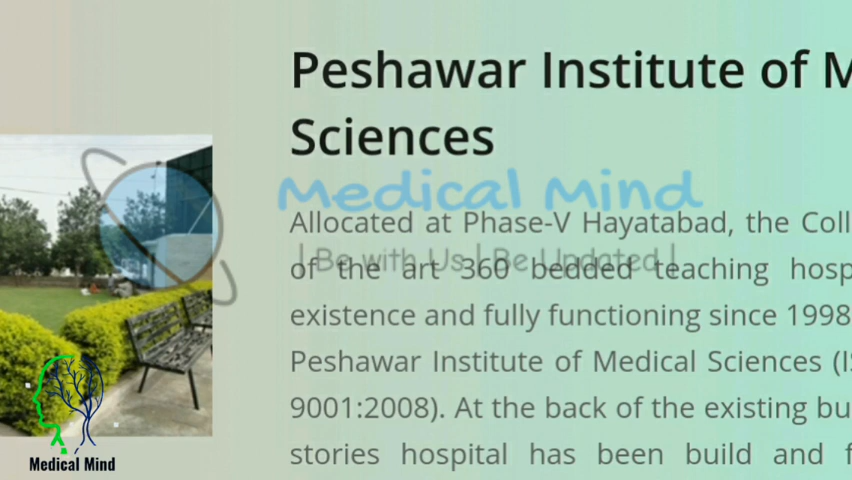 Peshawar Institute of M
Sciences
Medical Mind
Allocated at Phase-V Hayatabad, the Coll
| Be with Us | Be Updated |
of the art 360 bedded teaching hosp
existence and fully functioning since 1998
Peshawar Institute of Medical Sciences (IS
9001:2008). At the back of the existing bu
stories hospital has been build and f
Medical Mind